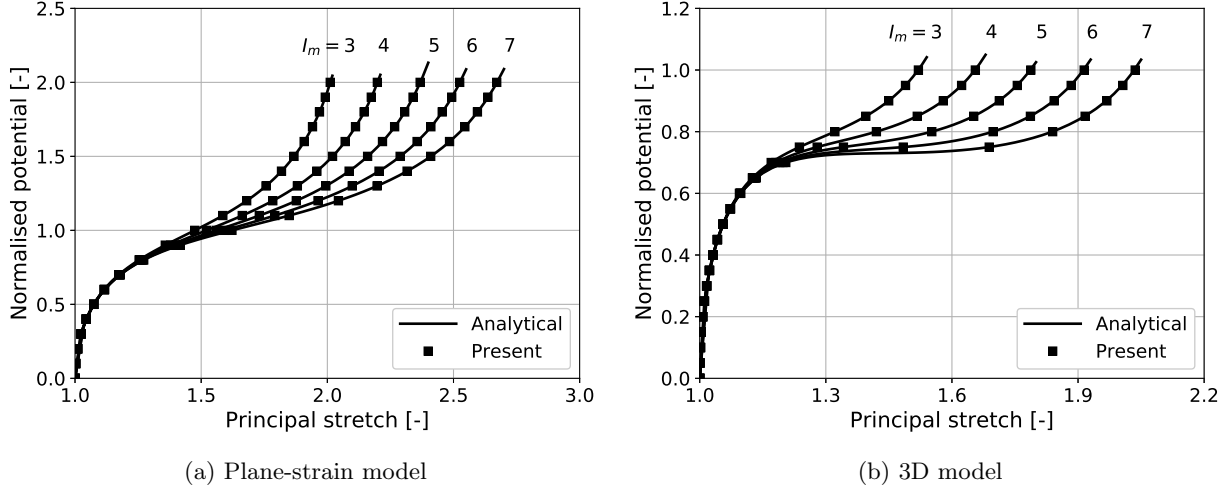 2.5
2.0
1.5
1.0
0.5
0.0
Normalised potential [-]
I_m = 3 4 5 6 7
Analytical
Present
1.0 1.5 2.0 2.5 3.0
Principal stretch [-]
(a) Plane-strain model
1.2
1.0
0.8
0.6
0.4
0.2
0.0
Normalised potential [-]
I_m = 3 4 5 6 7
Analytical
Present
1.0 1.3 1.6 1.9 2.2
Principal stretch [-]
(b) 3D model